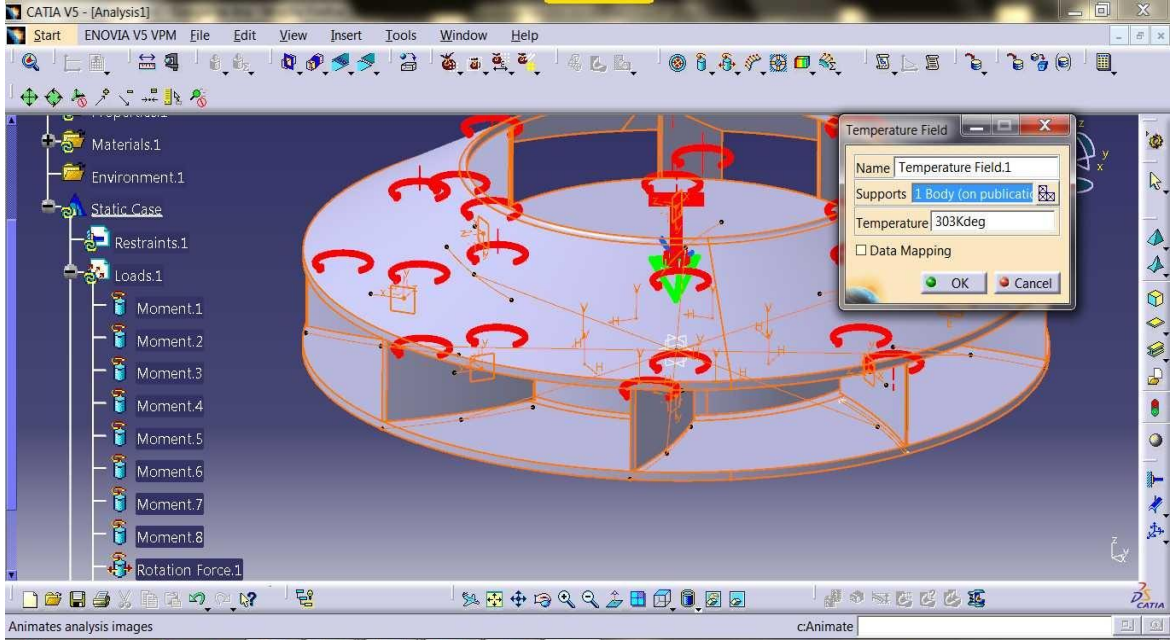 CATIA V5 - [Analysis1]
Start ENOVIA V5 VPM File Edit View Insert Tools Window Help
Materials.1
Environment.1
Static Case
Restraints.1
Loads.1
Moment.1
Moment.2
Moment.3
Moment.4
Moment.5
Moment.6
Moment.7
Moment.8
Rotation Force.1
Temperature Field
Name Temperature Field.1
Supports 1 Body (on publicatio
Temperature 303Kdeg
Data Mapping
OK Cancel
z
y
x
Animates analysis images
c:Animate
CATIA